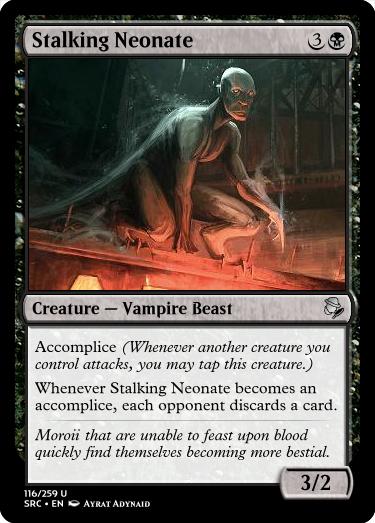 Stalking Neonate 3
Creature — Vampire Beast
Accomplice (Whenever another creature you
control attacks, you may tap this creature.)
Whenever Stalking Neonate becomes an
accomplice, each opponent discards a card.
Moroii that are unable to feast upon blood
quickly find themselves becoming more bestial.
3/2
116/259 U
SRC • EN Ayrat Adynaid